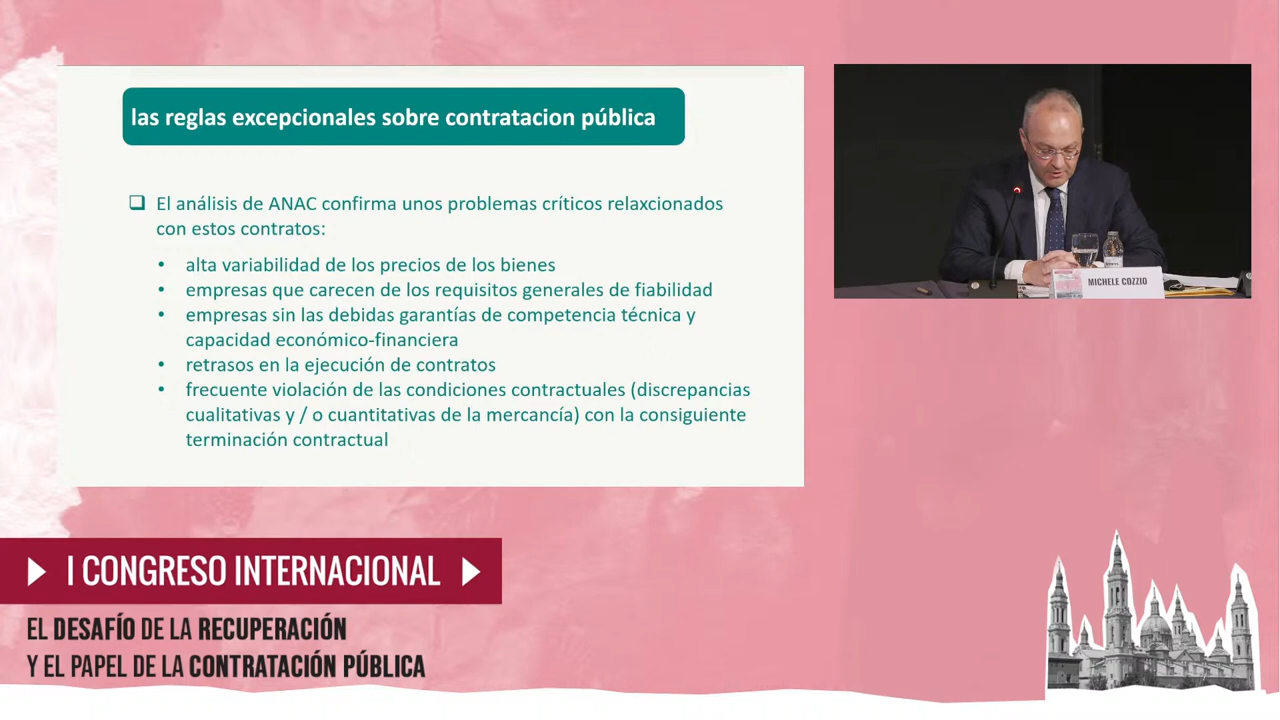 las reglas excepcionales sobre contratacion pública
❑ El análisis de ANAC confirma unos problemas críticos relaxcionados
con estos contratos:
• alta variabilidad de los precios de los bienes
• empresas que carecen de los requisitos generales de fiabilidad
• empresas sin las debidas garantías de competencia técnica y
capacidad económico-financiera
• retrasos en la ejecución de contratos
• frecuente violación de las condiciones contractuales (discrepancias
cualitativas y / o cuantitativas de la mercancía) con la consiguiente
terminación contractual
MICHELE COZZIO
I CONGRESO INTERNACIONAL
EL DESAFÍO DE LA RECUPERACIÓN
Y EL PAPEL DE LA CONTRATACIÓN PÚBLICA